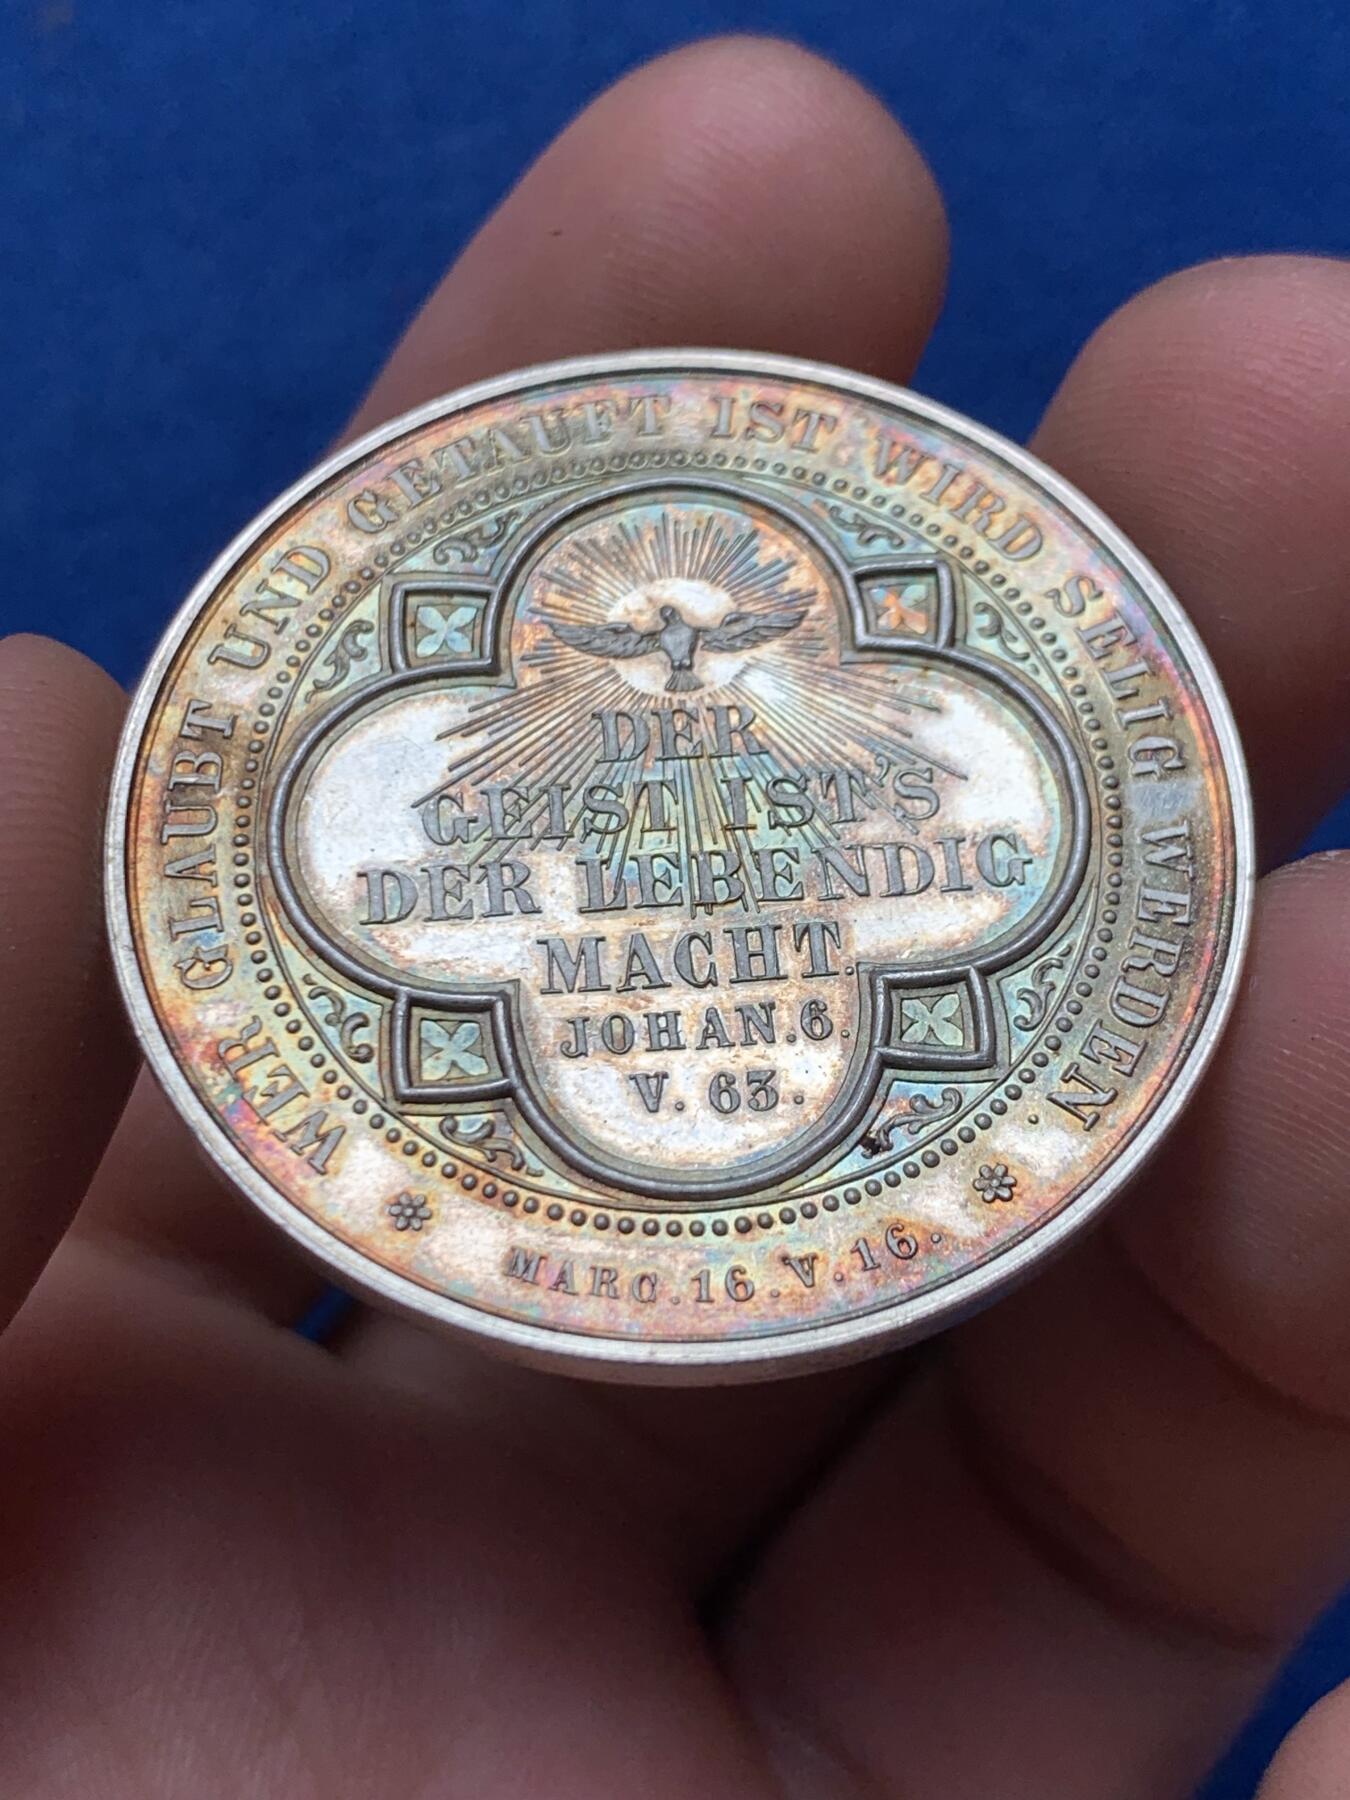 WER GLAUBT UND GETAUFT IST WIRD SELIG WERDEN.
DER
GEIST IST'S
DER LEBENDIG
MACHT.
JOHAN.6.
V. 63.
MARC.16.V.16.